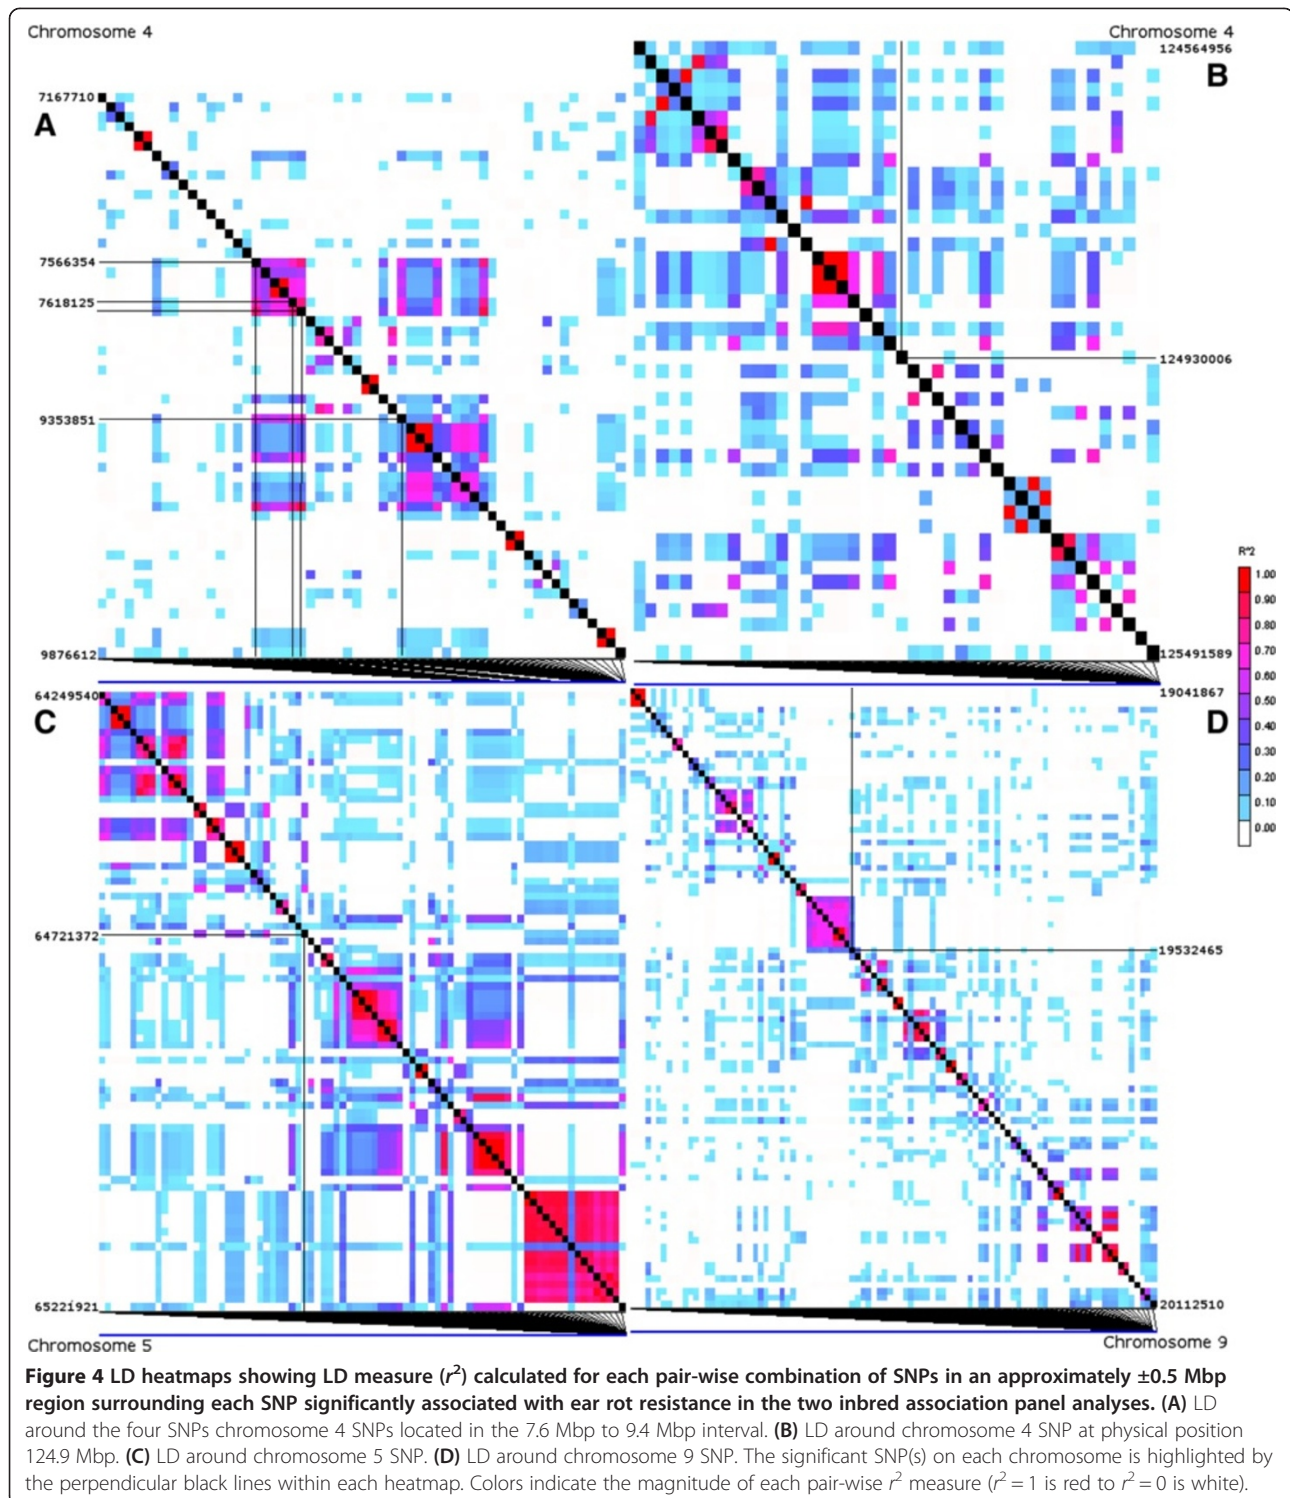 Chromosome 4
Chromosome 4
124564956
B
7167710
A
7566354
7618125
124930006
9353851
R^2
1.00
0.90
0.80
0.70
0.60
0.50
0.40
0.30
0.20
0.10
0.00
9876612
125491589
64249540
19041867
C
D
64721372
19532465
65221921
20112510
Chromosome 5
Chromosome 9
Figure 4 LD heatmaps showing LD measure (r²) calculated for each pair-wise combination of SNPs in an approximately ±0.5 Mbp
region surrounding each SNP significantly associated with ear rot resistance in the two inbred association panel analyses. (A) LD
around the four SNPs chromosome 4 SNPs located in the 7.6 Mbp to 9.4 Mbp interval. (B) LD around chromosome 4 SNP at physical position
124.9 Mbp. (C) LD around chromosome 5 SNP. (D) LD around chromosome 9 SNP. The significant SNP(s) on each chromosome is highlighted by
the perpendicular black lines within each heatmap. Colors indicate the magnitude of each pair-wise r² measure (r² = 1 is red to r² = 0 is white).